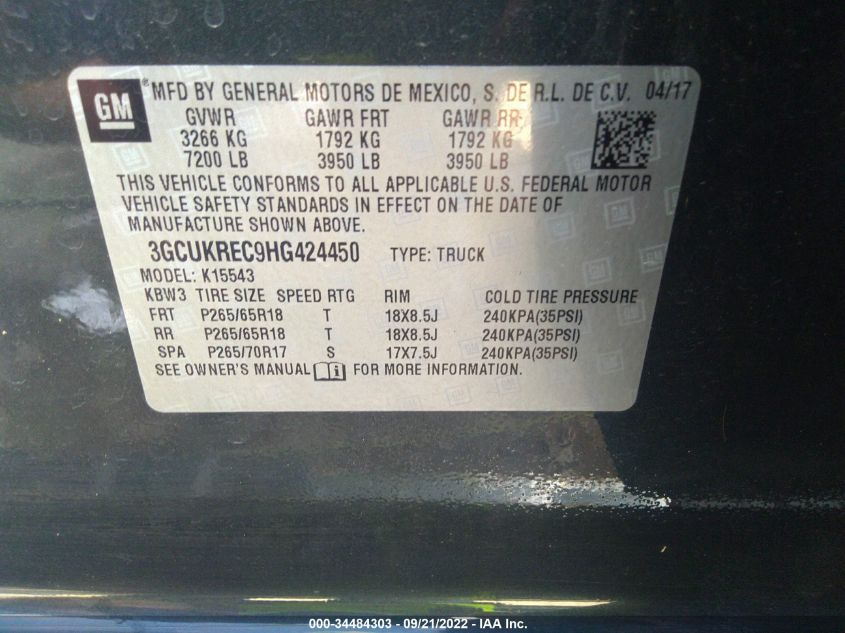 GM ® MFD BY GENERAL MOTORS DE MEXICO, S. DE R.L. DE C.V. 04/17
GVWR GAWR FRT GAWR RR
3266 KG 1792 KG 1792 KG
7200 LB 3950 LB 3950 LB
THIS VEHICLE CONFORMS TO ALL APPLICABLE U.S. FEDERAL MOTOR
VEHICLE SAFETY STANDARDS IN EFFECT ON THE DATE OF
MANUFACTURE SHOWN ABOVE.
3GCUKREC9HG424450 TYPE: TRUCK
MODEL: K15543
KBW3 TIRE SIZE SPEED RTG RIM COLD TIRE PRESSURE
FRT P265/65R18 T 18X8.5J 240KPA(35PSI)
RR P265/65R18 T 18X8.5J 240KPA(35PSI)
SPA P265/70R17 S 17X7.5J 240KPA(35PSI)
SEE OWNER'S MANUAL i FOR MORE INFORMATION.
000-34484303 - 09/21/2022 - IAA Inc.